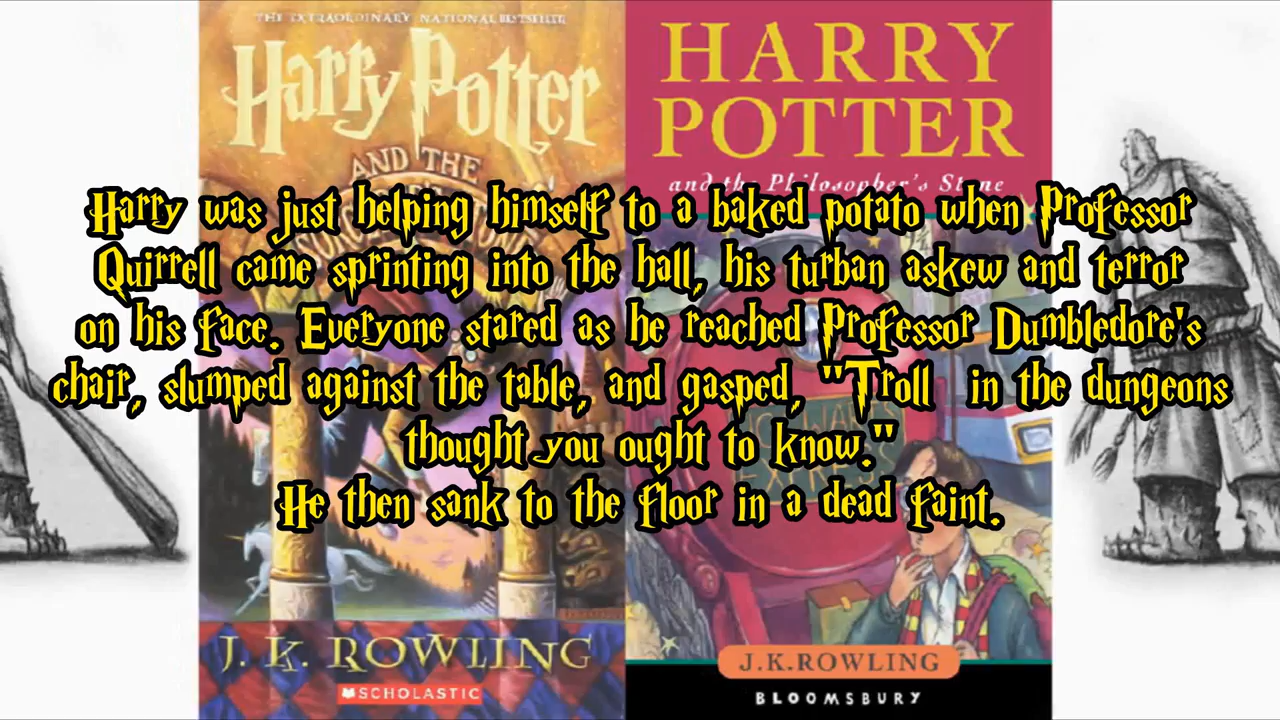 THE EXTRAORDINARY NATIONAL BESTSELLER
Harry Potter
AND THE
HARRY
POTTER
and the Philosopher's Stone
Harry was just helping himself to a baked potato when Professor
Quirrell came sprinting into the hall, his turban askew and terror
on his face. Everyone stared as he reached Professor Dumbledore's
chair, slumped against the table, and gasped, "Troll in the dungeons
thought you ought to know."
He then sank to the floor in a dead faint.
J. K. ROWLING
SCHOLASTIC
J.K.ROWLING
BLOOMSBURY